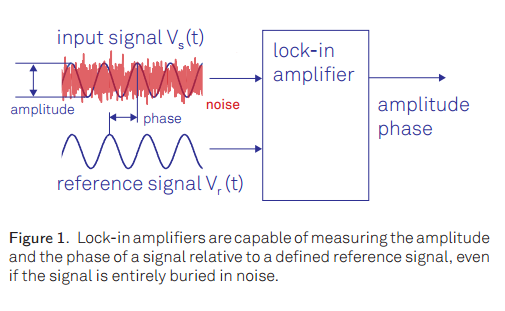 input signal Vs(t)
amplitude
noise
phase
reference signal Vr (t)
lock-in
amplifier
amplitude
phase
Figure 1. Lock-in amplifiers are capable of measuring the amplitude
and the phase of a signal relative to a defined reference signal, even
if the signal is entirely buried in noise.